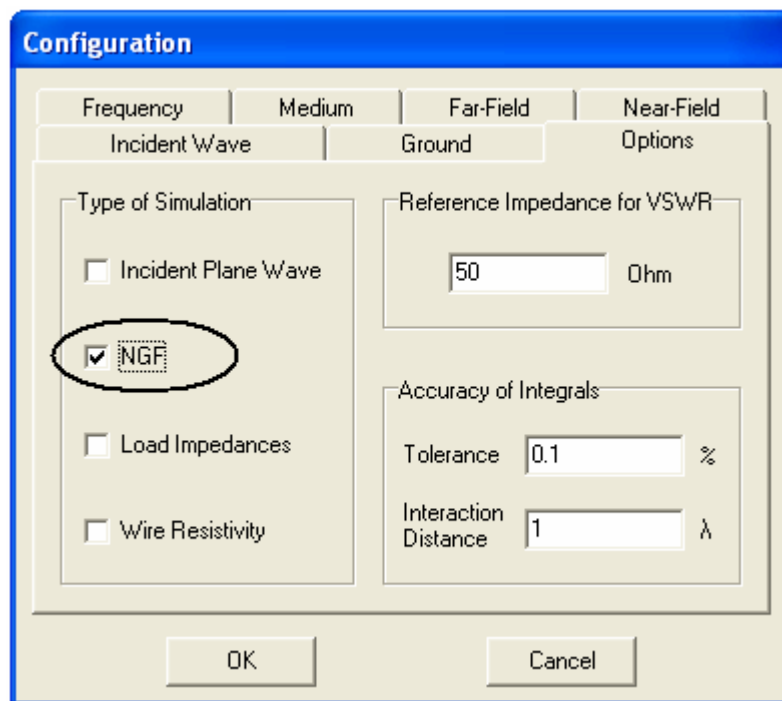 Configuration
Frequency Medium Far-Field Near-Field
Incident Wave Ground Options
Type of Simulation
Incident Plane Wave
NGF
Load Impedances
Wire Resistivity
Reference Impedance for VSWR
50 Ohm
Accuracy of Integrals
Tolerance 0.1 %
Interaction
Distance 1 λ
OK Cancel